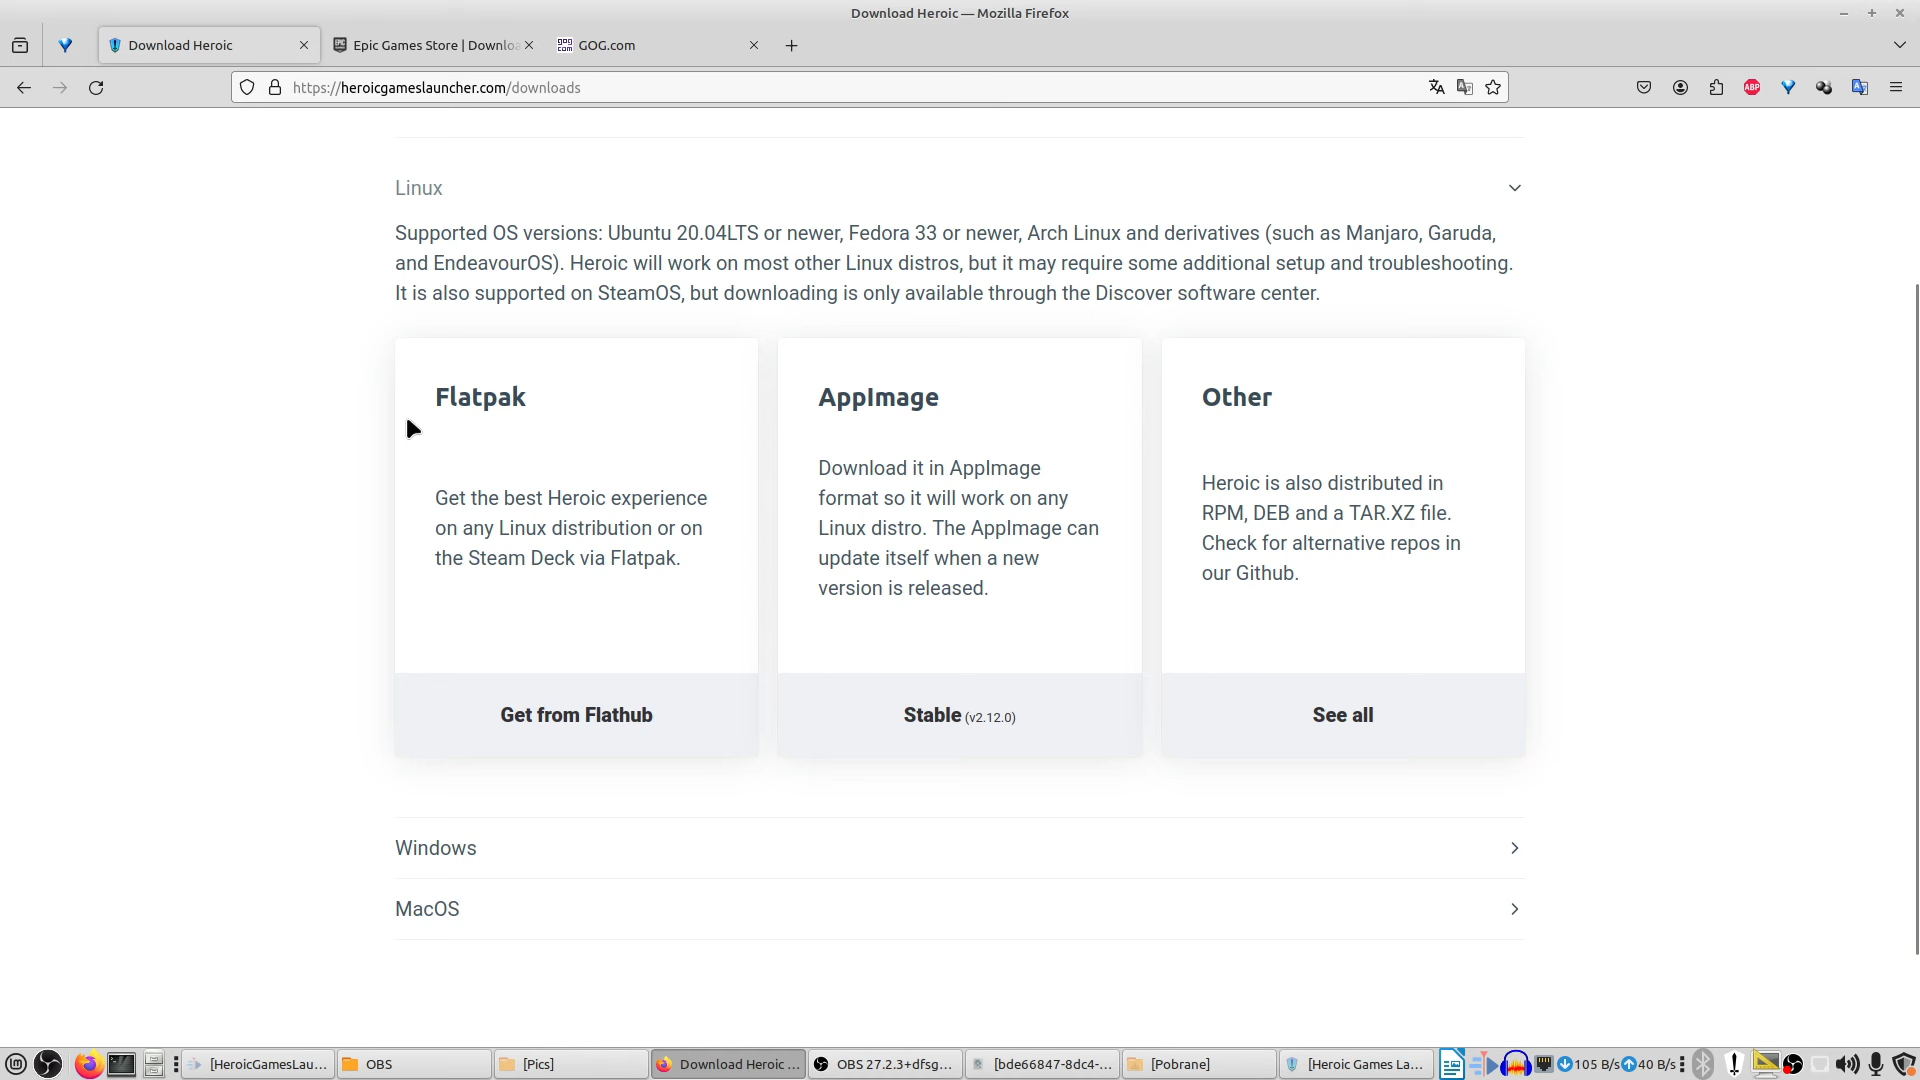 Download Heroic — Mozilla Firefox
Download Heroic
Epic Games Store | Downlo
GOG.com
https://heroicgameslauncher.com/downloads
ABP
Linux
Supported OS versions: Ubuntu 20.04LTS or newer, Fedora 33 or newer, Arch Linux and derivatives (such as Manjaro, Garuda,
and EndeavourOS). Heroic will work on most other Linux distros, but it may require some additional setup and troubleshooting.
It is also supported on SteamOS, but downloading is only available through the Discover software center.
Flatpak
Get the best Heroic experience
on any Linux distribution or on
the Steam Deck via Flatpak.
Get from Flathub
AppImage
Download it in AppImage
format so it will work on any
Linux distro. The AppImage can
update itself when a new
version is released.
Stable (v2.12.0)
Other
Heroic is also distributed in
RPM, DEB and a TAR.XZ file.
Check for alternative repos in
our Github.
See all
Windows
MacOS
[HeroicGamesLau...
OBS
[Pics]
Download Heroic ...
OBS 27.2.3+dfsg...
[bde66847-8dc4-...
[Pobrane]
[Heroic Games La...
105 B/s
40 B/s